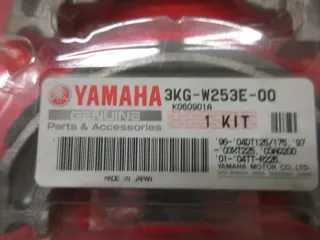 YAMAHA 3KG-W253E-00
GENUINE K060901A
Parts & Accessories 1 KIT
'96-'04DT125/175, '97
-'03XT225, '03AG200
'01-'04TT-R225,
YAMAHA MOTOR CO.,LTD.
MADE IN JAPAN